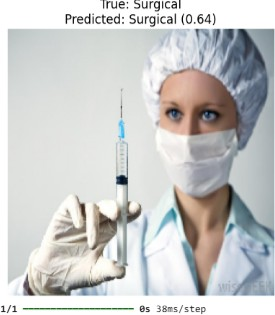 True: Surgical
Predicted: Surgical (0.64)
1/1 ━━━━━━━━━━━━━━━━━━━━ 0s 38ms/step